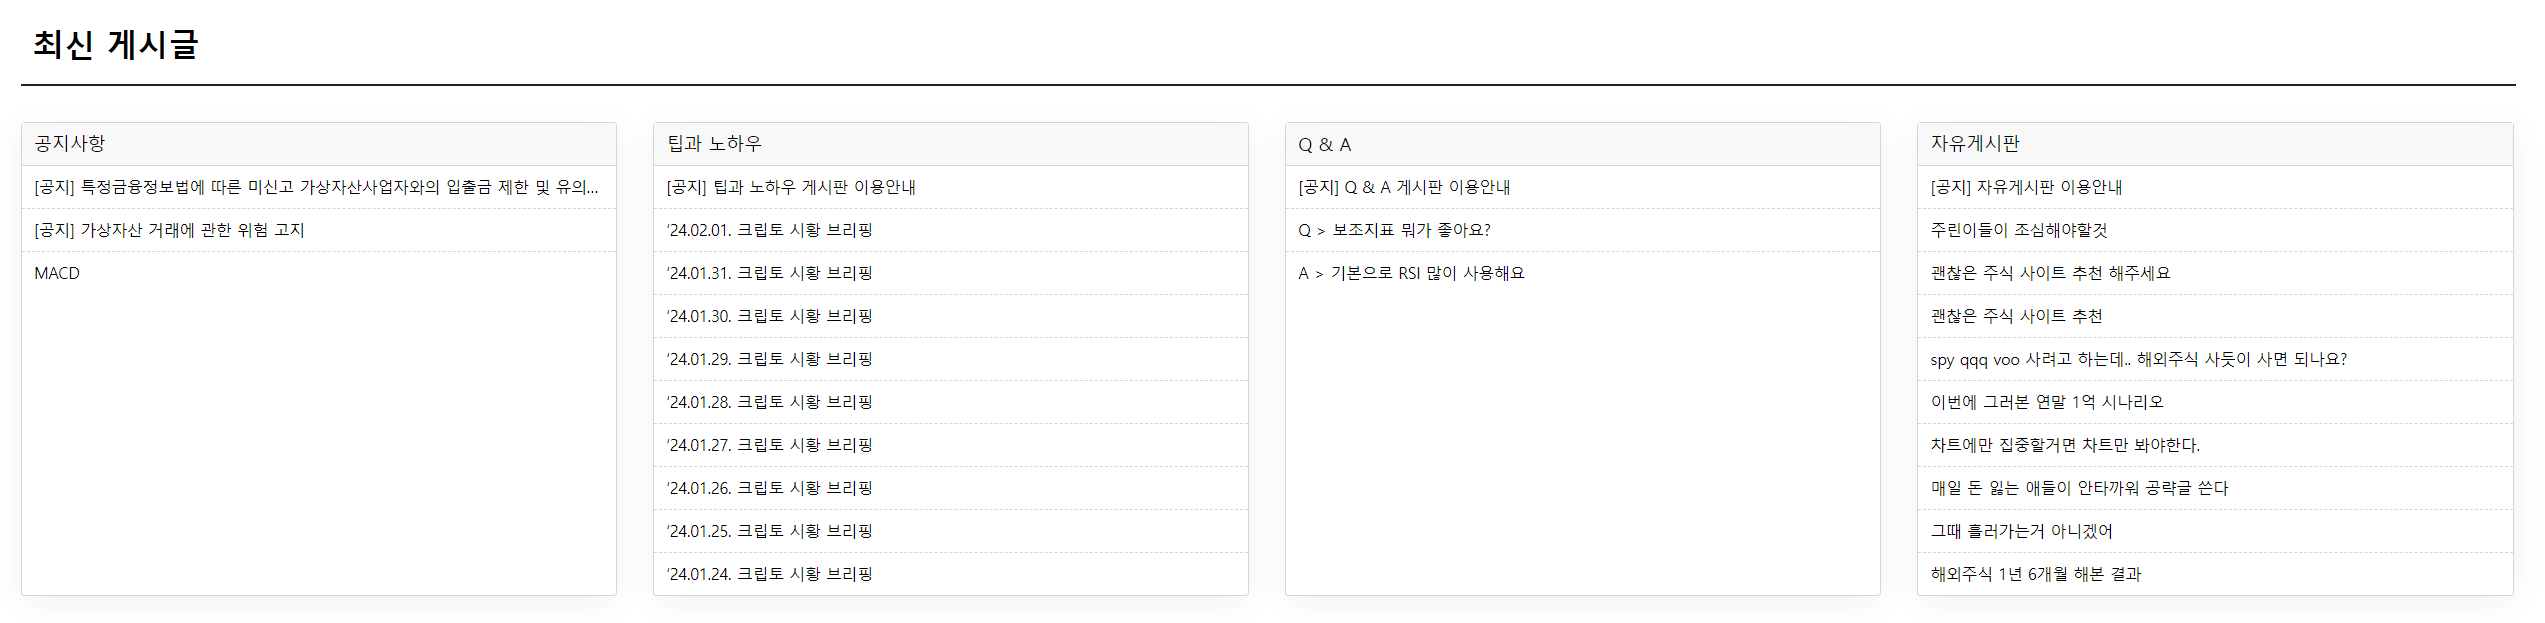 최신 게시글
공지사항
[공지] 특정금융정보법에 따른 미신고 가상자산사업자와의 입출금 제한 및 유의...
[공지] 가상자산 거래에 관한 위험 고지
MACD
팁과 노하우
[공지] 팁과 노하우 게시판 이용안내
‘24.02.01. 크립토 시황 브리핑
‘24.01.31. 크립토 시황 브리핑
‘24.01.30. 크립토 시황 브리핑
‘24.01.29. 크립토 시황 브리핑
‘24.01.28. 크립토 시황 브리핑
‘24.01.27. 크립토 시황 브리핑
‘24.01.26. 크립토 시황 브리핑
‘24.01.25. 크립토 시황 브리핑
‘24.01.24. 크립토 시황 브리핑
Q & A
[공지] Q & A 게시판 이용안내
Q > 보조지표 뭐가 좋아요?
A > 기본으로 RSI 많이 사용해요
자유게시판
[공지] 자유게시판 이용안내
주린이들이 조심해야할것
괜찮은 주식 사이트 추천 해주세요
괜찮은 주식 사이트 추천
spy qqq voo 사려고 하는데.. 해외주식 사듯이 사면 되나요?
이번에 그러본 연말 1억 시나리오
차트에만 집중할거면 차트만 봐야한다.
매일 돈 잃는 애들이 안타까워 공략글 쓴다
그때 흘러가는거 아니겠어
해외주식 1년 6개월 해본 결과